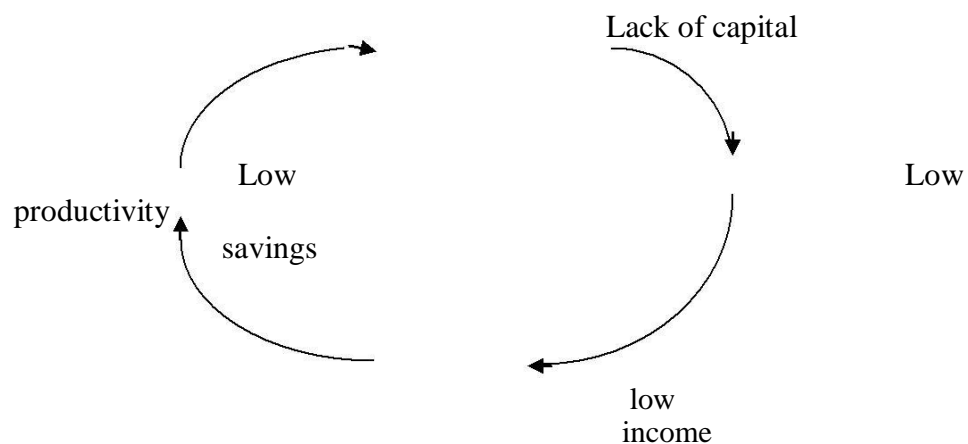 Lack of capital
Low Low
productivity
savings
low
income